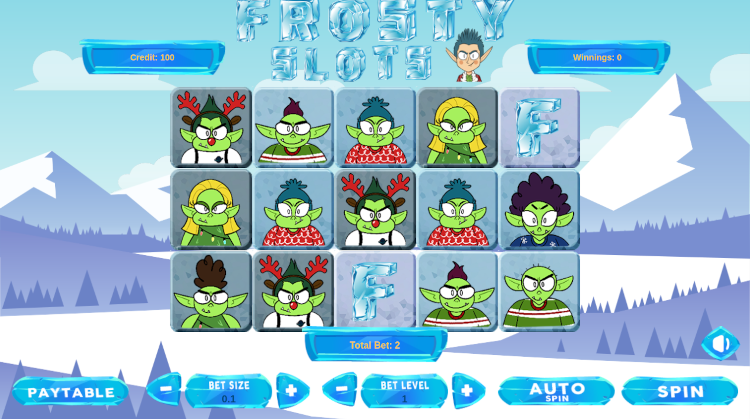 FROSTY
SLOTS
Credit: 100
Winnings: 0
F
F
Total Bet: 2
PAYTABLE
BET SIZE
0.1
BET LEVEL
1
AUTO
SPIN
SPIN